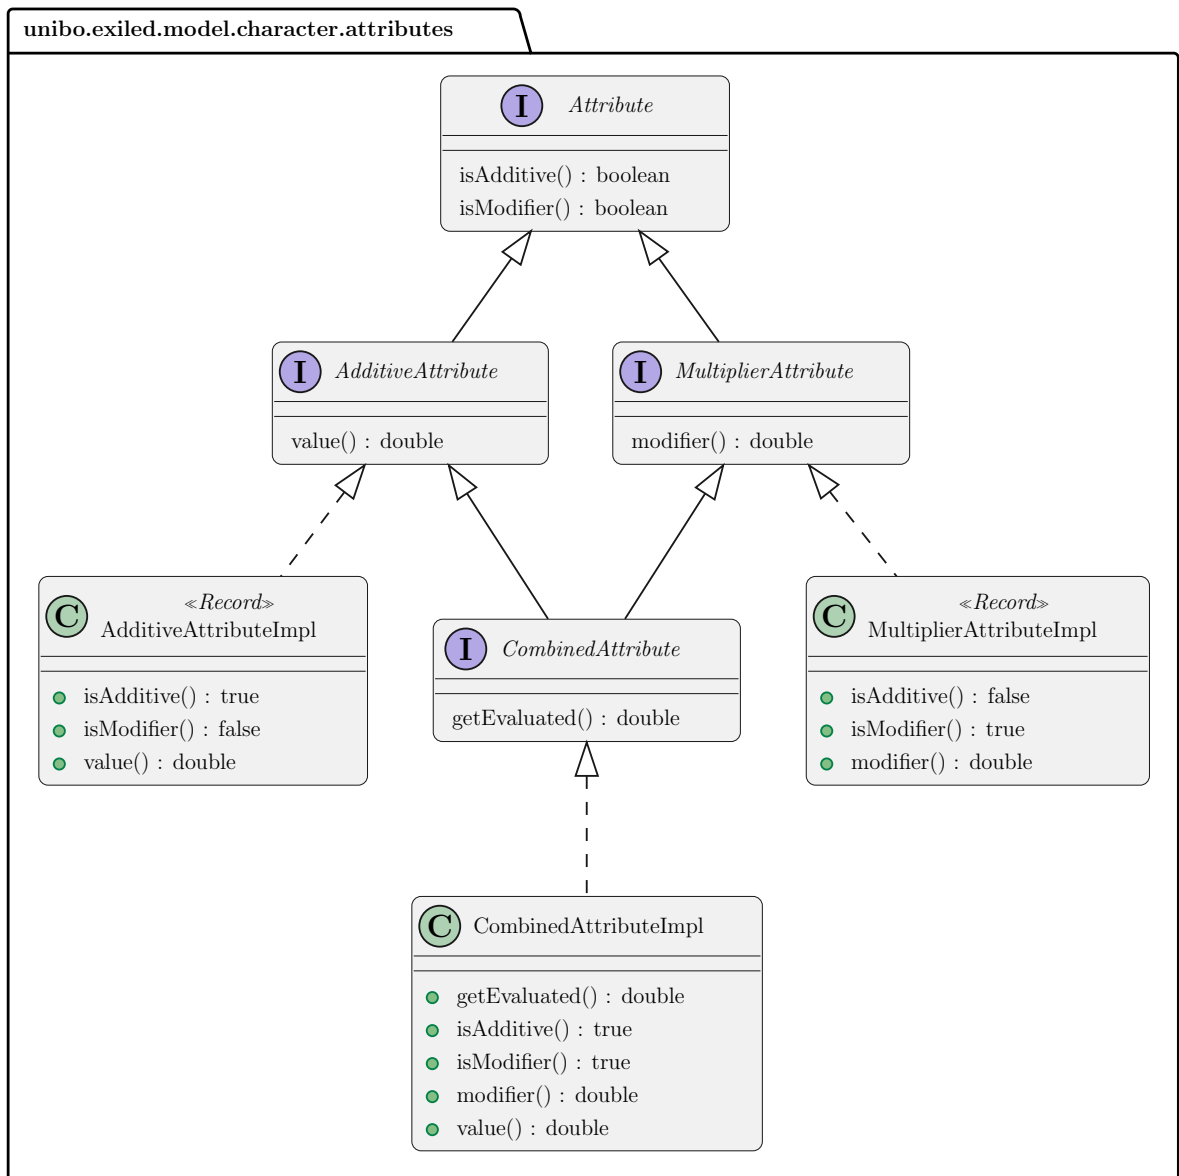 unibo.exiled.model.character.attributes
I Attribute
isAdditive() : boolean
isModifier() : boolean
I AdditiveAttribute
value() : double
I MultiplierAttribute
modifier() : double
«Record»
C AdditiveAttributeImpl
isAdditive() : true
isModifier() : false
value() : double
I CombinedAttribute
getEvaluated() : double
«Record»
C MultiplierAttributeImpl
isAdditive() : false
isModifier() : true
modifier() : double
C CombinedAttributeImpl
getEvaluated() : double
isAdditive() : true
isModifier() : true
modifier() : double
value() : double